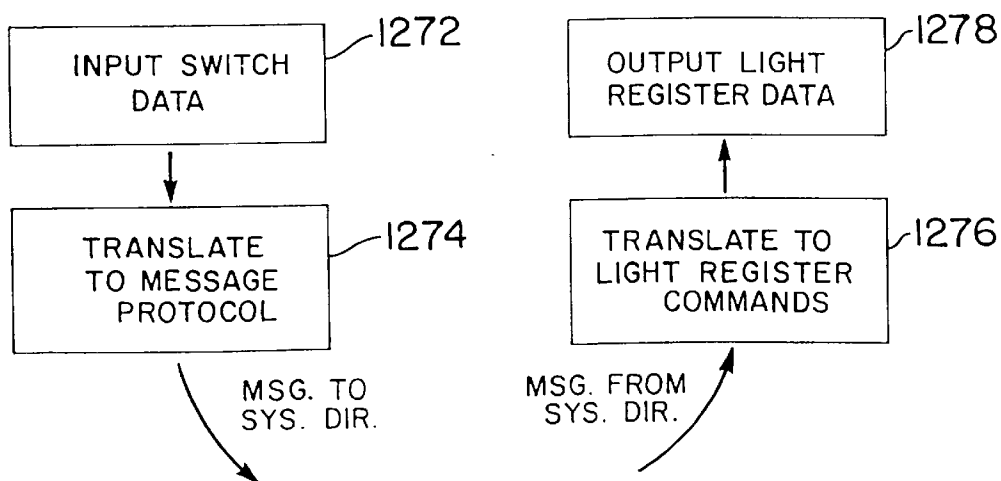 1272
INPUT SWITCH
DATA
1274
TRANSLATE
TO MESSAGE
PROTOCOL
MSG. TO
SYS. DIR.
1278
OUTPUT LIGHT
REGISTER DATA
1276
TRANSLATE TO
LIGHT REGISTER
COMMANDS
MSG. FROM
SYS. DIR.